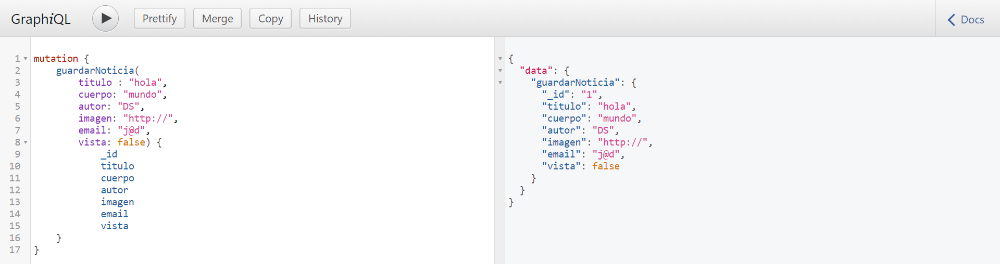 GraphiQL Prettify Merge Copy History Docs
1 mutation {
2 guardarNoticia(
3 titulo : "hola",
4 cuerpo: "mundo",
5 autor: "DS",
6 imagen: "http://",
7 email: "j@d",
8 vista: false) {
9 _id
10 titulo
11 cuerpo
12 autor
13 imagen
14 email
15 vista
16 }
17 }
{
"data": {
"guardarNoticia": {
"_id": "1",
"titulo": "hola",
"cuerpo": "mundo",
"autor": "DS",
"imagen": "http://",
"email": "j@d",
"vista": false
}
}
}